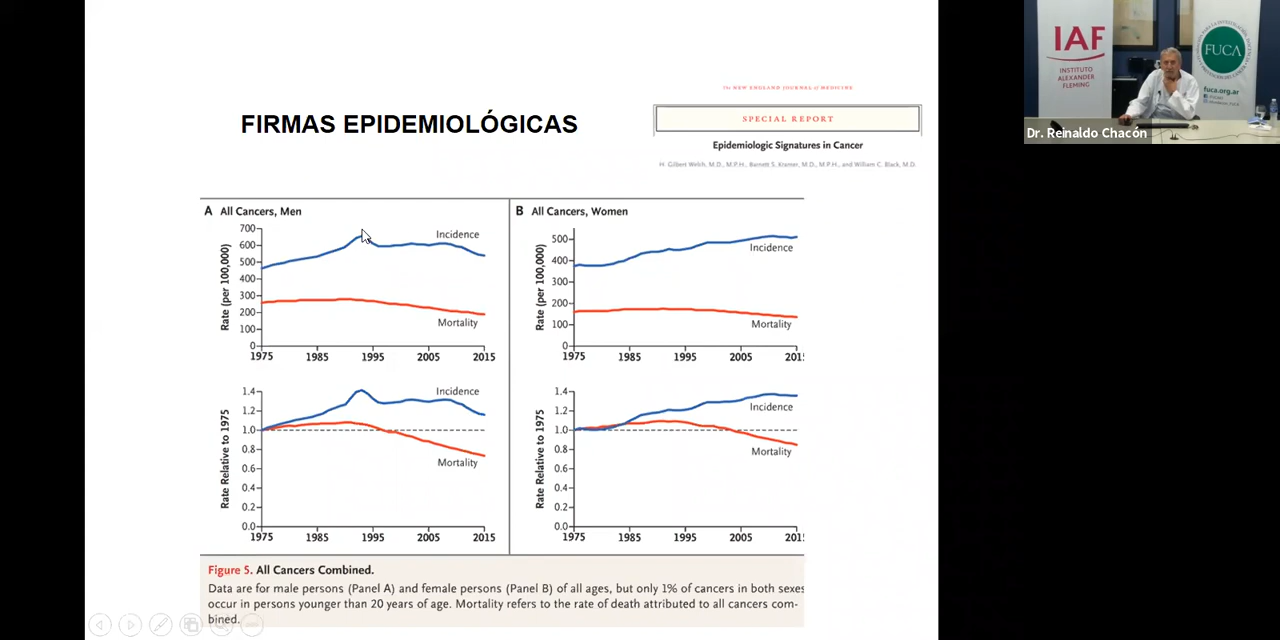 FIRMAS EPIDEMIOLÓGICAS
The NEW ENGLAND JOURNAL of MEDICINE
SPECIAL REPORT
Epidemiologic Signatures in Cancer
H. Gilbert Welch, M.D., M.P.H., Barnett S. Kramer, M.D., M.P.H., and William C. Black, M.D.
A All Cancers, Men
Rate (per 100,000)
700
600
500
400
300
200
100
0
Incidence
Mortality
1975 1985 1995 2005 2015
Rate Relative to 1975
1.4
1.2
1.0
0.8
0.6
0.4
0.2
0.0
Incidence
Mortality
1975 1985 1995 2005 2015
B All Cancers, Women
Rate (per 100,000)
500
400
300
200
100
0
Incidence
Mortality
1975 1985 1995 2005 201
Rate Relative to 1975
1.4
1.2
1.0
0.8
0.6
0.4
0.2
0.0
Incidence
Mortality
1975 1985 1995 2005 201
Figure 5. All Cancers Combined.
Data are for male persons (Panel A) and female persons (Panel B) of all ages, but only 1% of cancers in both sexes
occur in persons younger than 20 years of age. Mortality refers to the rate of death attributed to all cancers com-
bined.
IAF
INSTITUTO
ALEXANDER
FLEMING
FUCA
fuca.org.ar
Dr. Reinaldo Chacón